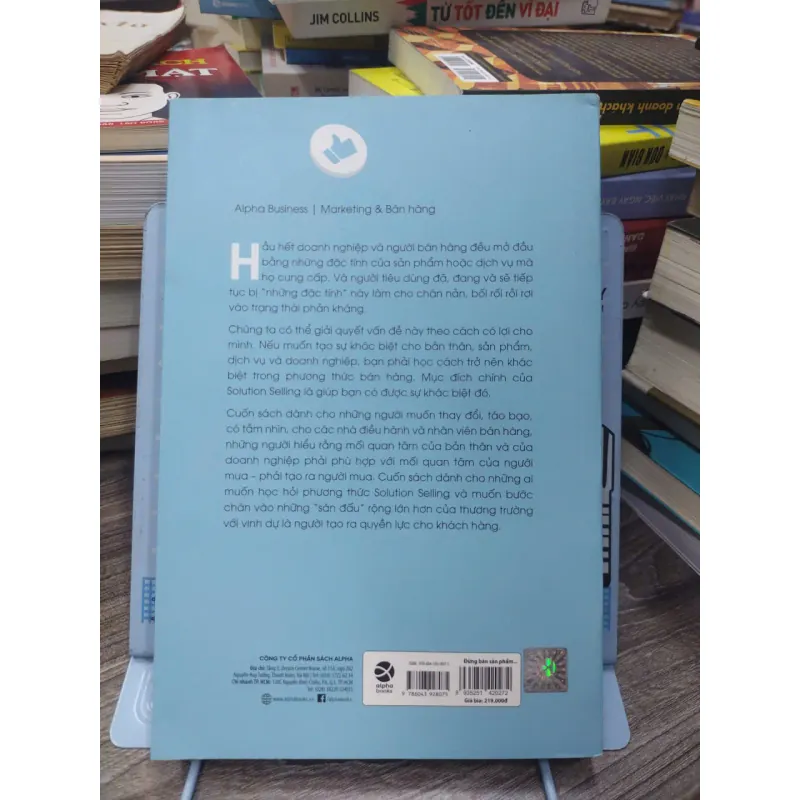 JIM COLLINS
TỪ TỐT ĐẾN VĨ ĐẠI
Alpha Business | Marketing & Bán hàng
Hầu hết doanh nghiệp và người bán hàng đều mở đầu
bằng những đặc tính của sản phẩm hoặc dịch vụ mà
họ cung cấp. Và người tiêu dùng đã, đang và sẽ tiếp
tục bị “những đặc tính” này làm cho chán nản, bối rối rồi rơi
vào trạng thái phản kháng.
Chúng ta có thể giải quyết vấn đề này theo cách có lợi cho
mình. Nếu muốn tạo sự khác biệt cho bản thân, sản phẩm,
dịch vụ và doanh nghiệp, bạn phải học cách trở nên khác
biệt trong phương thức bán hàng. Mục đích chính của
Solution Selling là giúp bạn có được sự khác biệt đó.
Cuốn sách dành cho những người muốn thay đổi, táo bạo,
có tầm nhìn, cho các nhà điều hành và nhân viên bán hàng,
những người hiểu rằng mối quan tâm của bản thân và của
doanh nghiệp phải phù hợp với mối quan tâm của người
mua – phải tạo ra người mua. Cuốn sách dành cho những ai
muốn học hỏi phương thức Solution Selling và muốn bước
chân vào những “sân đấu” rộng lớn hơn của thương trường
với vinh dự là người tạo ra quyền lực cho khách hàng.
CÔNG TY CỔ PHẦN SÁCH ALPHA
www.alphabooks.vn
alpha
books
Đừng bán sản phẩm...
Giá bìa: 219.000đ